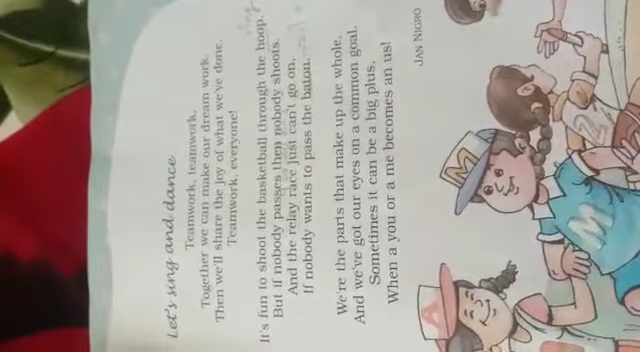 Let's sing and dance
Teamwork, teamwork,
Together we can make our dream work.
Then we'll share the joy of what we've done.
Teamwork, everyone!
It's fun to shoot the basketball through the hoop.
But if nobody passes then nobody shoots.
And the relay race just can't go on,
If nobody wants to pass the baton.
We're the parts that make up the whole,
And we've got our eyes on a common goal.
Sometimes it can be a big plus,
When a you or a me becomes an us!
JAN NIGRO
A
M
M
2